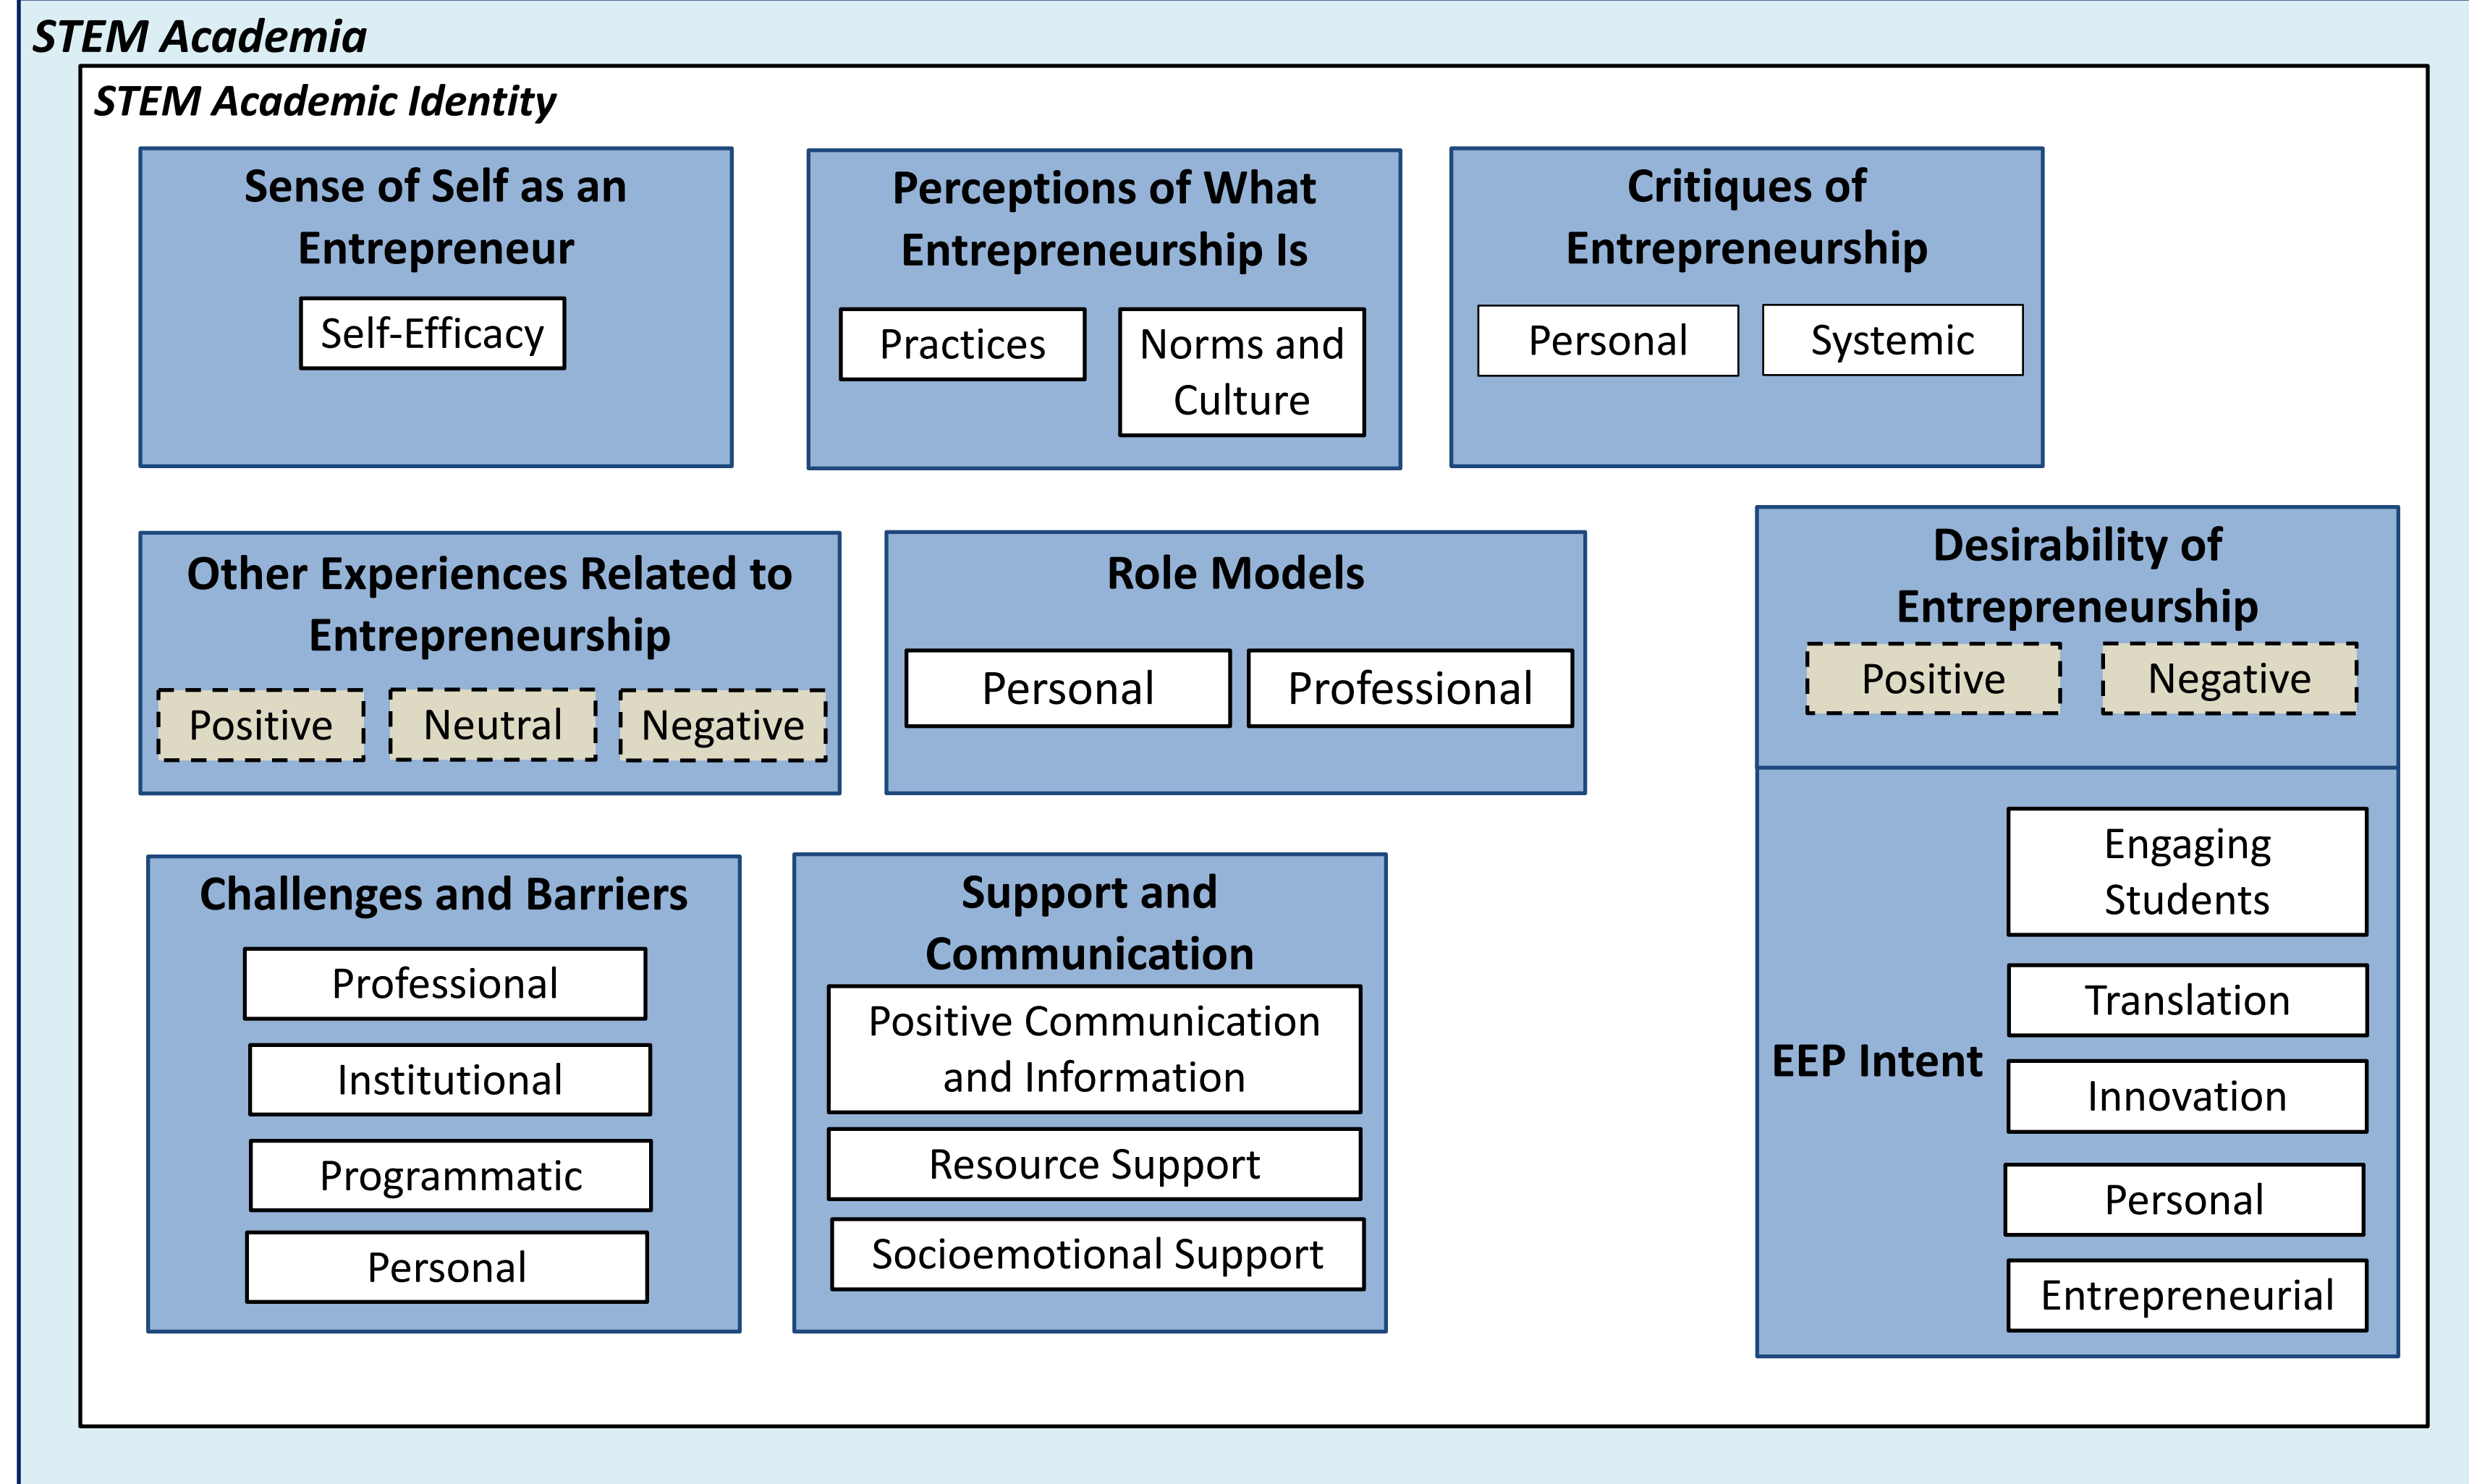 STEM Academia
STEM Academic Identity
Sense of Self as an
Entrepreneur
Self-Efficacy
Perceptions of What
Entrepreneurship Is
Practices
Norms and
Culture
Critiques of
Entrepreneurship
Personal
Systemic
Other Experiences Related to
Entrepreneurship
Positive
Neutral
Negative
Role Models
Personal
Professional
Desirability of
Entrepreneurship
Positive
Negative
Challenges and Barriers
Professional
Institutional
Programmatic
Personal
Support and
Communication
Positive Communication
and Information
Resource Support
Socioemotional Support
EEP Intent
Engaging
Students
Translation
Innovation
Personal
Entrepreneurial